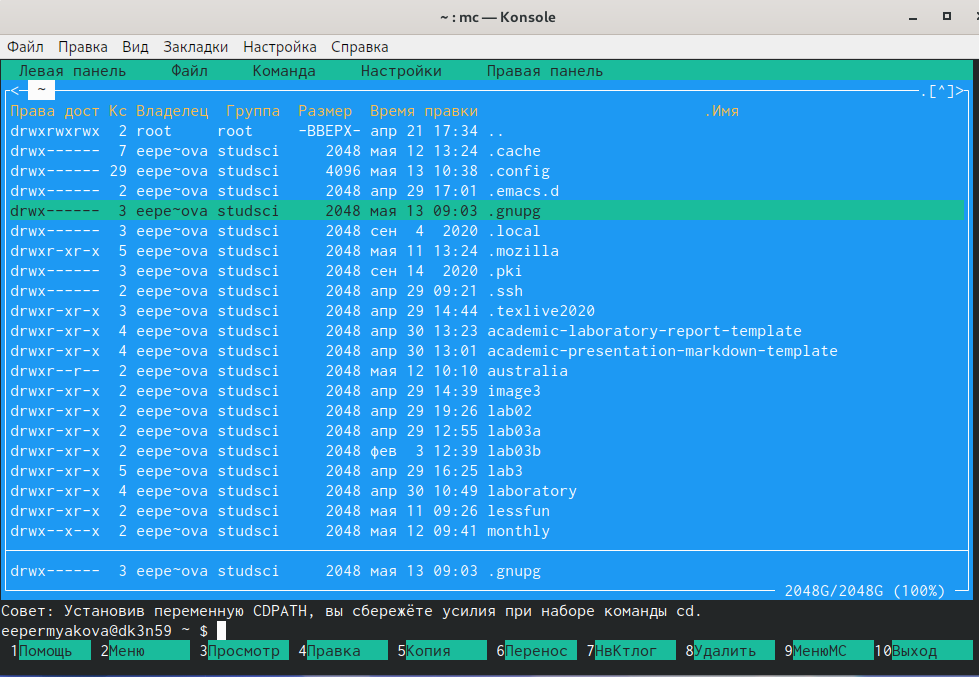 ~ : mc — Konsole
Файл Правка Вид Закладки Настройка Справка
Левая панель Файл Команда Настройки Правая панель
<— ~ .[^]>
Права дост Кс Владелец Группа Размер Время правки .Имя
drwxrwxrwx 2 root root -ВВЕРХ- апр 21 17:34 ..
drwx------ 7 eepe~ova studsci 2048 мая 12 13:24 .cache
drwx------ 29 eepe~ova studsci 4096 мая 13 10:38 .config
drwx------ 2 eepe~ova studsci 2048 апр 29 17:01 .emacs.d
drwx------ 3 eepe~ova studsci 2048 мая 13 09:03 .gnupg
drwx------ 3 eepe~ova studsci 2048 сен 4 2020 .local
drwxr-xr-x 5 eepe~ova studsci 2048 мая 11 13:24 .mozilla
drwx------ 3 eepe~ova studsci 2048 сен 14 2020 .pki
drwx------ 2 eepe~ova studsci 2048 апр 29 09:21 .ssh
drwxr-xr-x 3 eepe~ova studsci 2048 апр 29 14:44 .texlive2020
drwxr-xr-x 4 eepe~ova studsci 2048 апр 30 13:23 academic-laboratory-report-template
drwxr-xr-x 4 eepe~ova studsci 2048 апр 30 13:01 academic-presentation-markdown-template
drwxr--r-- 2 eepe~ova studsci 2048 мая 12 10:10 australia
drwxr-xr-x 2 eepe~ova studsci 2048 апр 29 14:39 image3
drwxr-xr-x 2 eepe~ova studsci 2048 апр 29 19:26 lab02
drwxr-xr-x 2 eepe~ova studsci 2048 апр 29 12:55 lab03a
drwxr-xr-x 2 eepe~ova studsci 2048 фев 3 12:39 lab03b
drwxr-xr-x 5 eepe~ova studsci 2048 апр 29 16:25 lab3
drwxr-xr-x 4 eepe~ova studsci 2048 апр 30 10:49 laboratory
drwxr-xr-x 2 eepe~ova studsci 2048 мая 11 09:26 lessfun
drwx--x--x 2 eepe~ova studsci 2048 мая 12 09:41 monthly
drwx------ 3 eepe~ova studsci 2048 мая 13 09:03 .gnupg
2048G/2048G (100%)
Совет: Установив переменную CDPATH, вы сбережёте усилия при наборе команды cd.
eepermyakova@dk3n59 ~ $
1Помощь 2Меню 3Просмотр 4Правка 5Копия 6Перенос 7НвКтлог 8Удалить 9МенюМС 10Выход